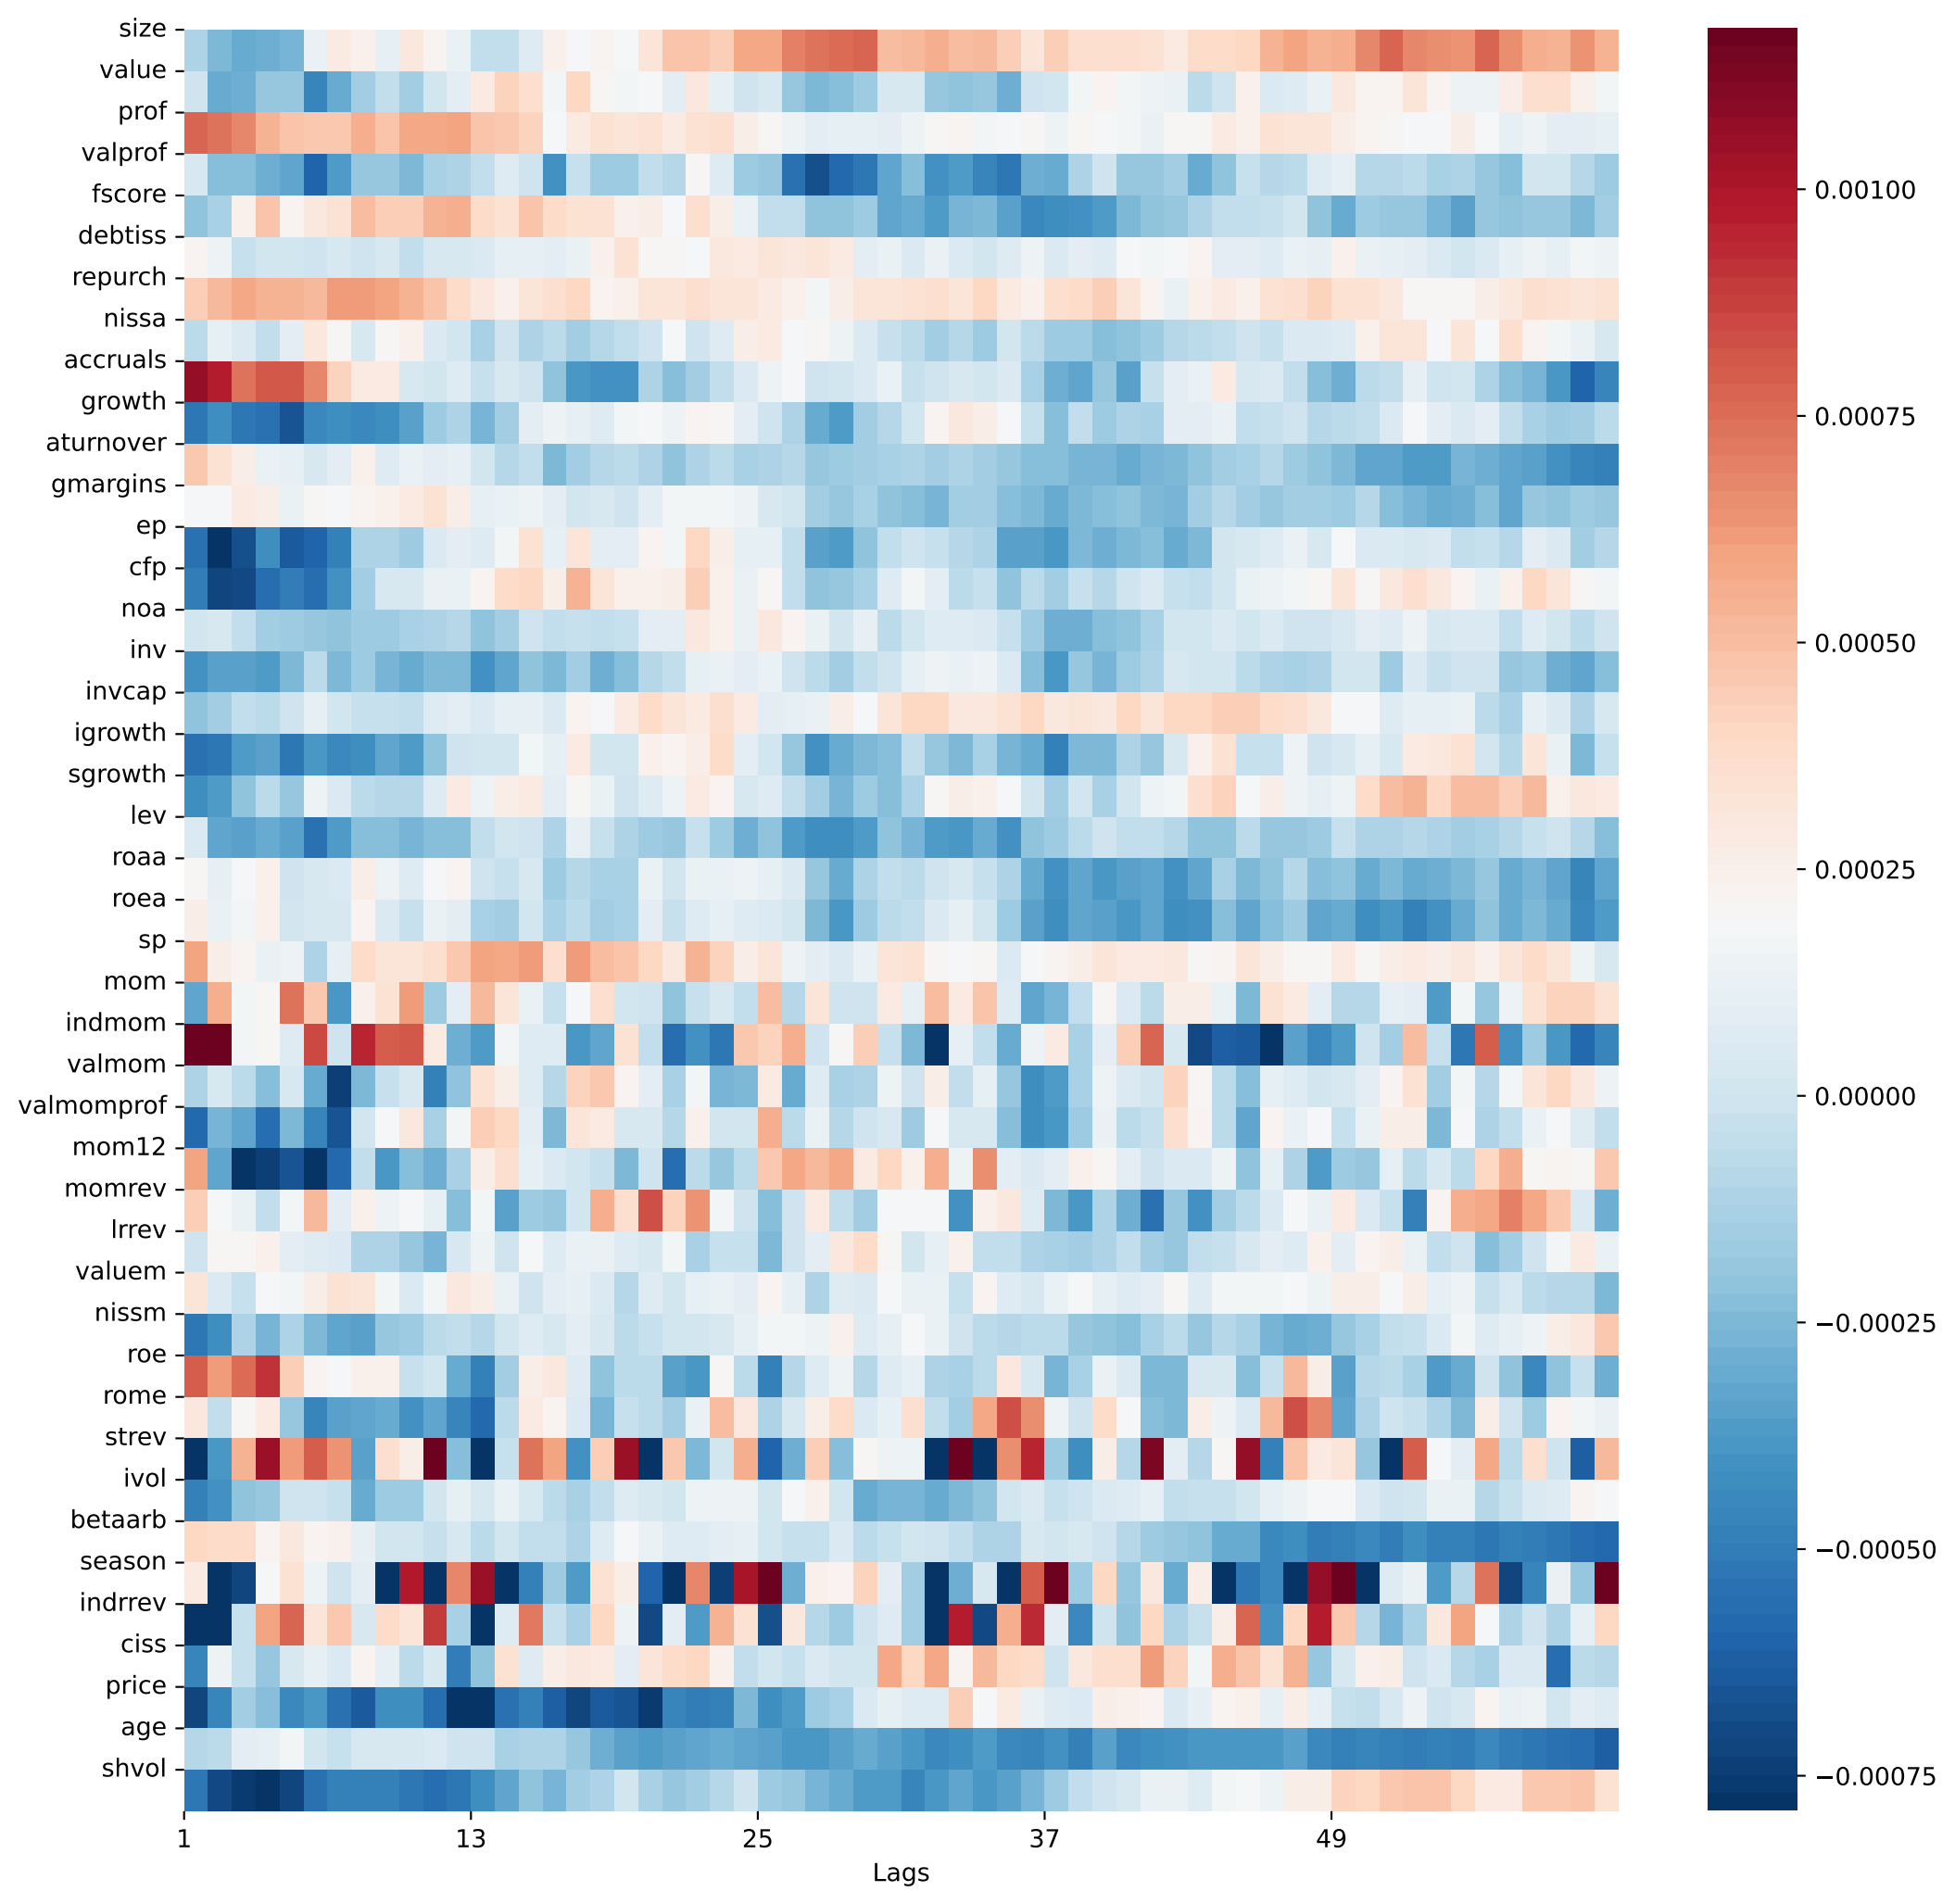 size
value
prof
valprof
fscore
debtiss
repurch
nissa
accruals
growth
aturnover
gmargins
ep
cfp
noa
inv
invcap
igrowth
sgrowth
lev
roaa
roea
sp
mom
indmom
valmom
valmomprof
mom12
momrev
lrrev
valuem
nissm
roe
rome
strev
ivol
betaarb
season
indrrev
ciss
price
age
shvol
1 13 25 37 49
Lags
0.00100
0.00075
0.00050
0.00025
0.00000
−0.00025
−0.00050
−0.00075